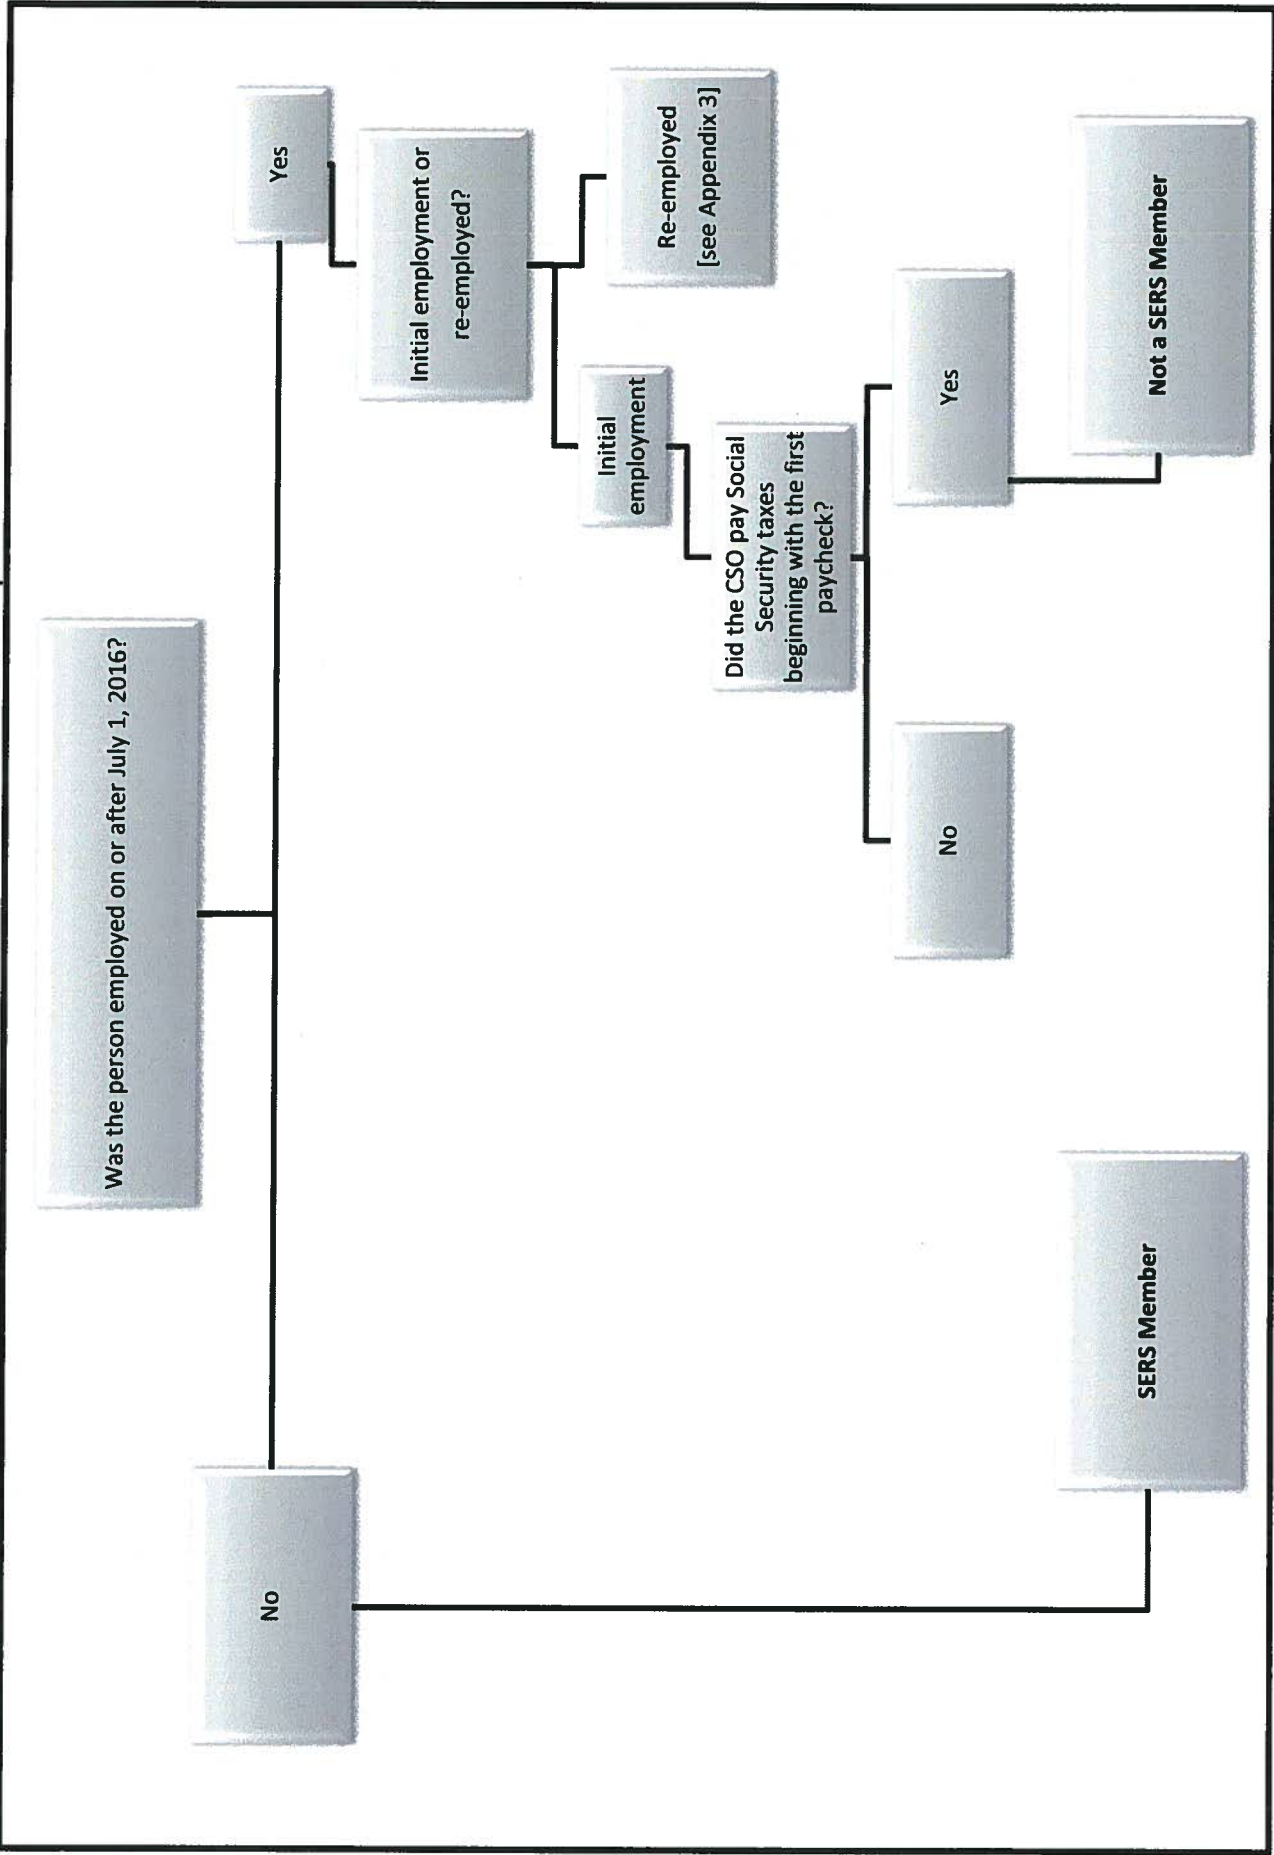 Was the person employed on or after July 1, 2016?
No
Yes
Initial employment or
re-employed?
Initial
employment
Re-employed
[see Appendix 3]
Did the CSO pay Social
Security taxes
beginning with the first
paycheck?
No
Yes
SERS Member
Not a SERS Member